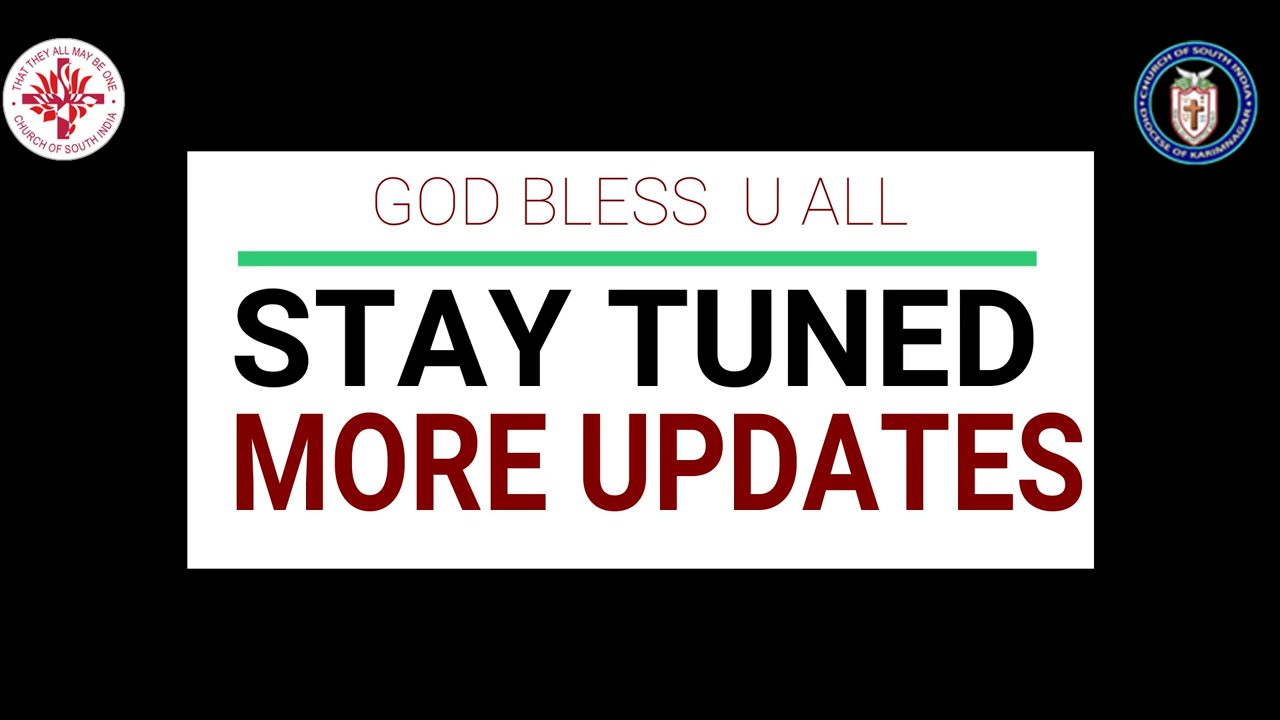 THAT THEY ALL MAY BE ONE
CHURCH OF SOUTH INDIA
CHURCH OF SOUTH INDIA
DIOCESE OF KARIMNAGAR
GOD BLESS U ALL
STAY TUNED
MORE UPDATES